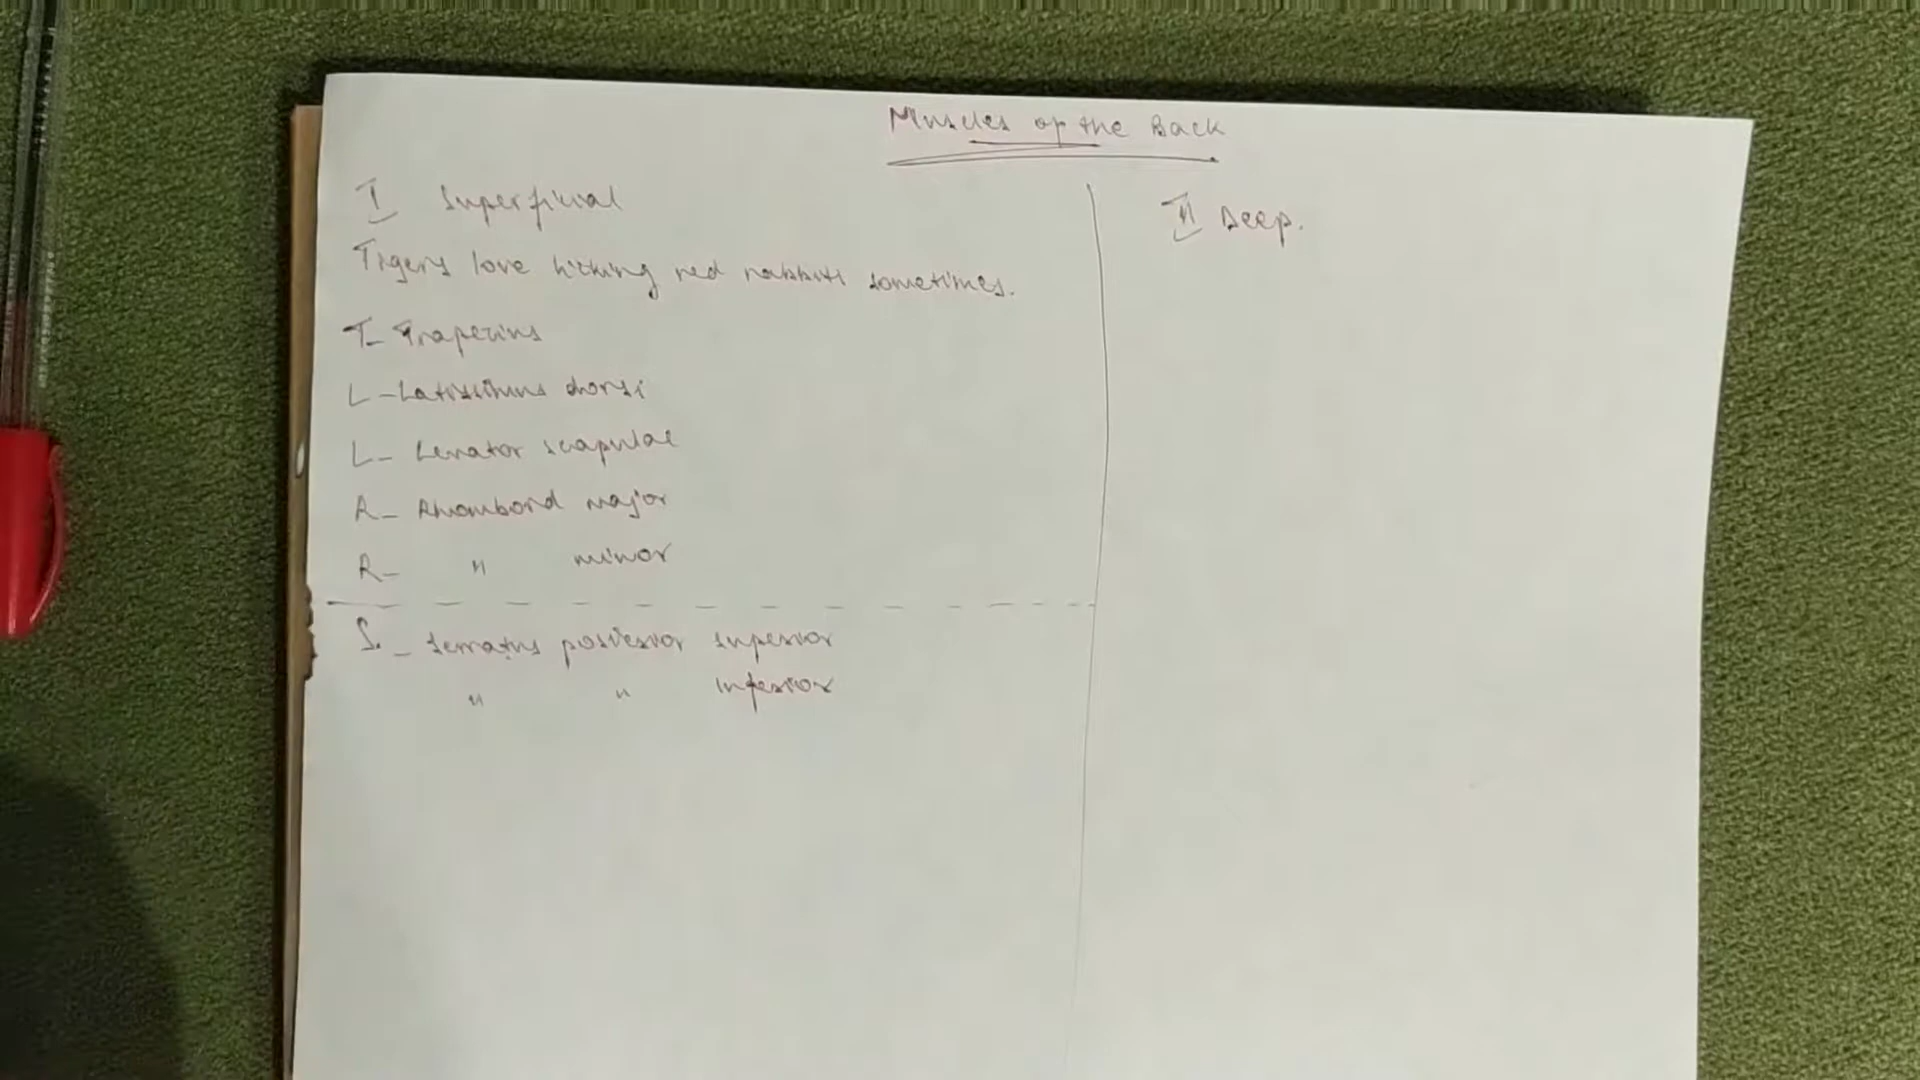 Muscles of the Back
I Superficial
Tigers love licking red rabbits sometimes.
T- Trapezius
L - Latissimus dorsi
L- Levator scapulae
R- Rhomboid major
R- " minor
S. - Serratus posterior superior
" " Inferior
II Deep.